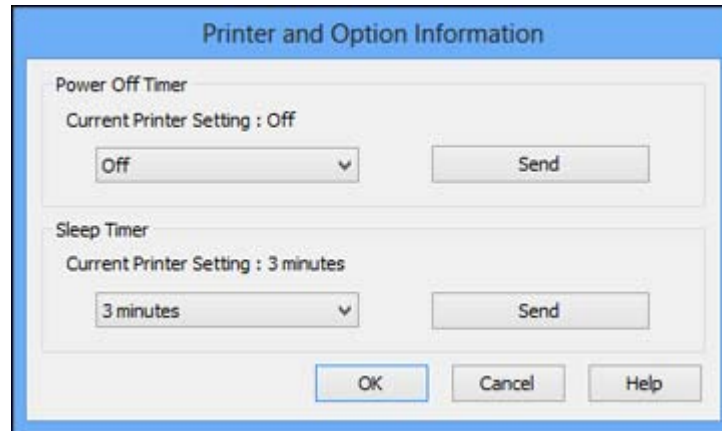 Printer and Option Information
Power Off Timer
Current Printer Setting : Off
Off Send
Sleep Timer
Current Printer Setting : 3 minutes
3 minutes Send
OK Cancel Help